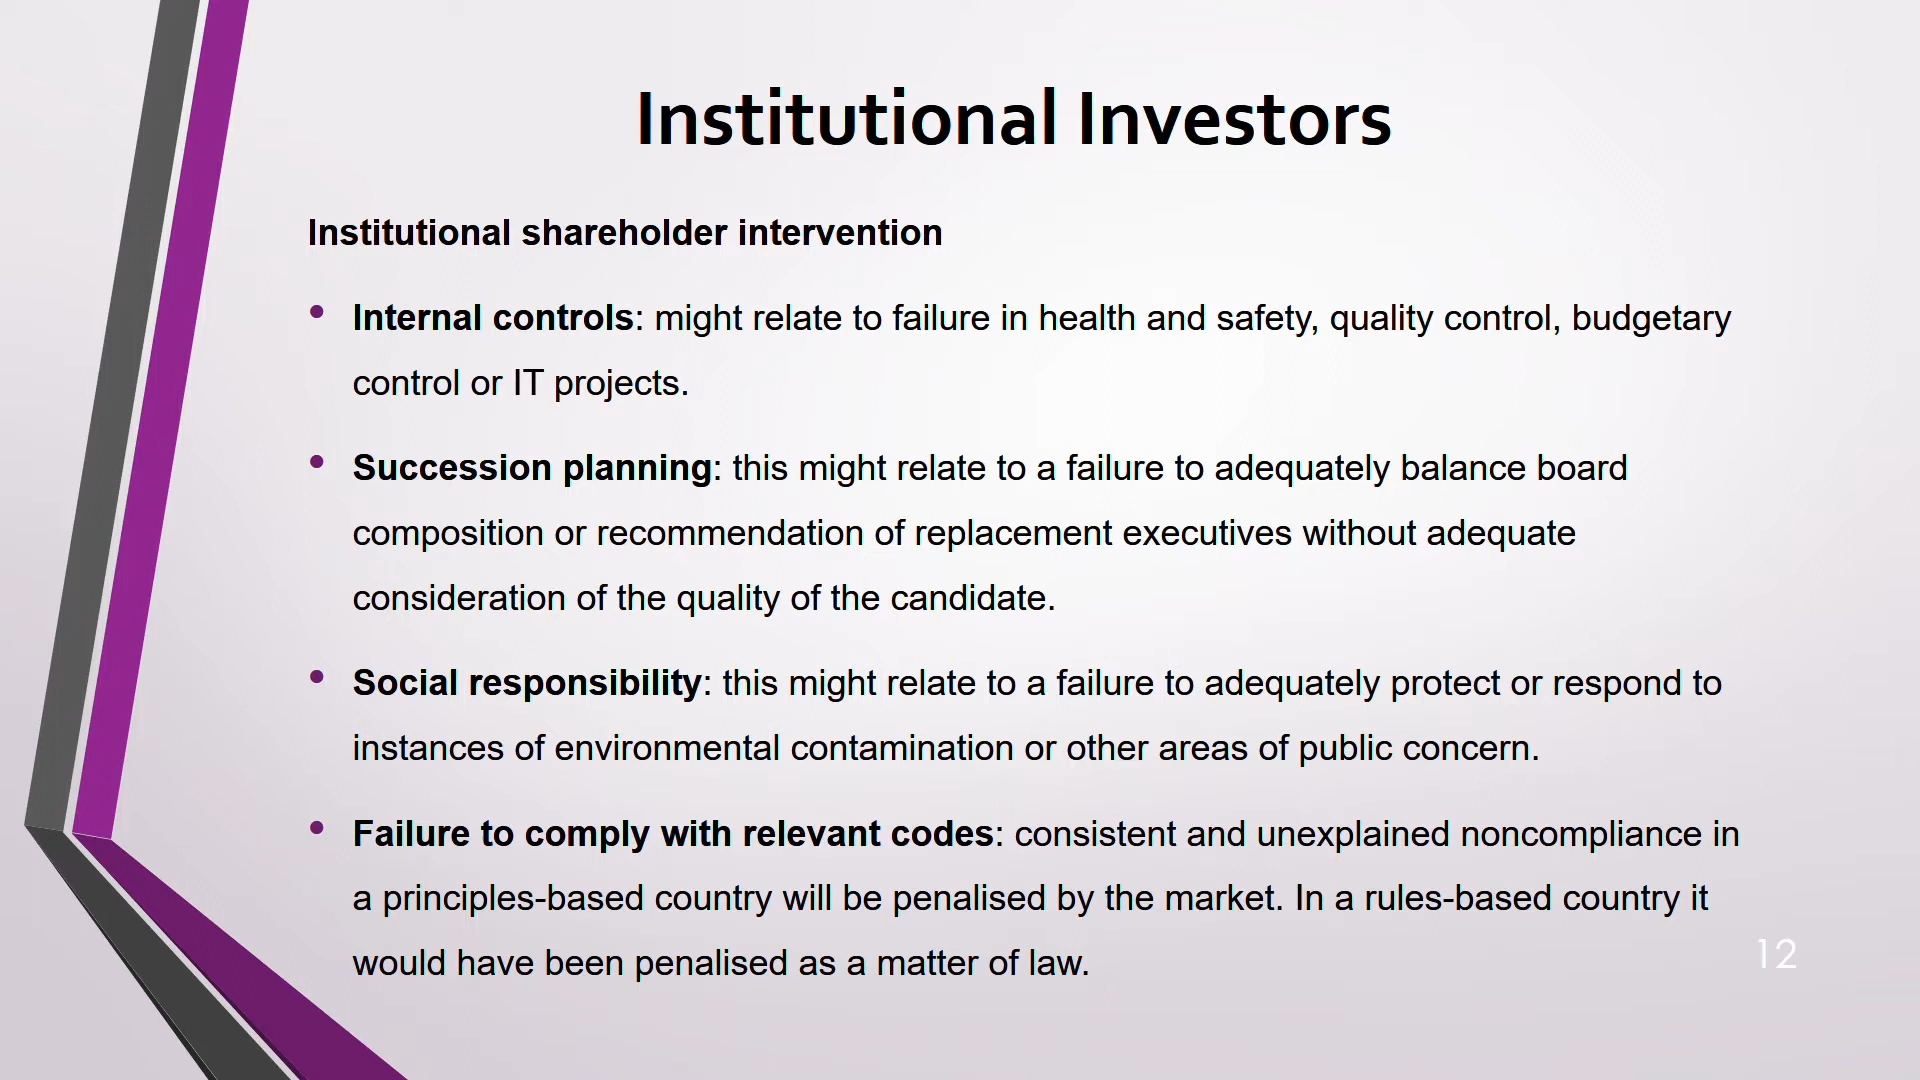 Institutional Investors
Institutional shareholder intervention
• Internal controls: might relate to failure in health and safety, quality control, budgetary
control or IT projects.
• Succession planning: this might relate to a failure to adequately balance board
composition or recommendation of replacement executives without adequate
consideration of the quality of the candidate.
• Social responsibility: this might relate to a failure to adequately protect or respond to
instances of environmental contamination or other areas of public concern.
• Failure to comply with relevant codes: consistent and unexplained noncompliance in
a principles-based country will be penalised by the market. In a rules-based country it
would have been penalised as a matter of law.
12